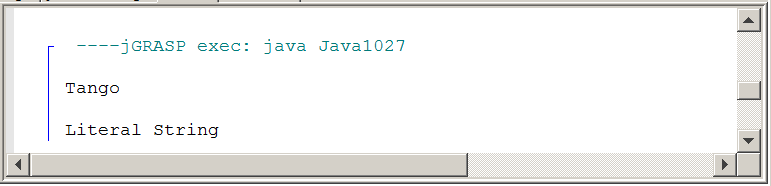 ----jGRASP exec: java Java1027
Tango
Literal String